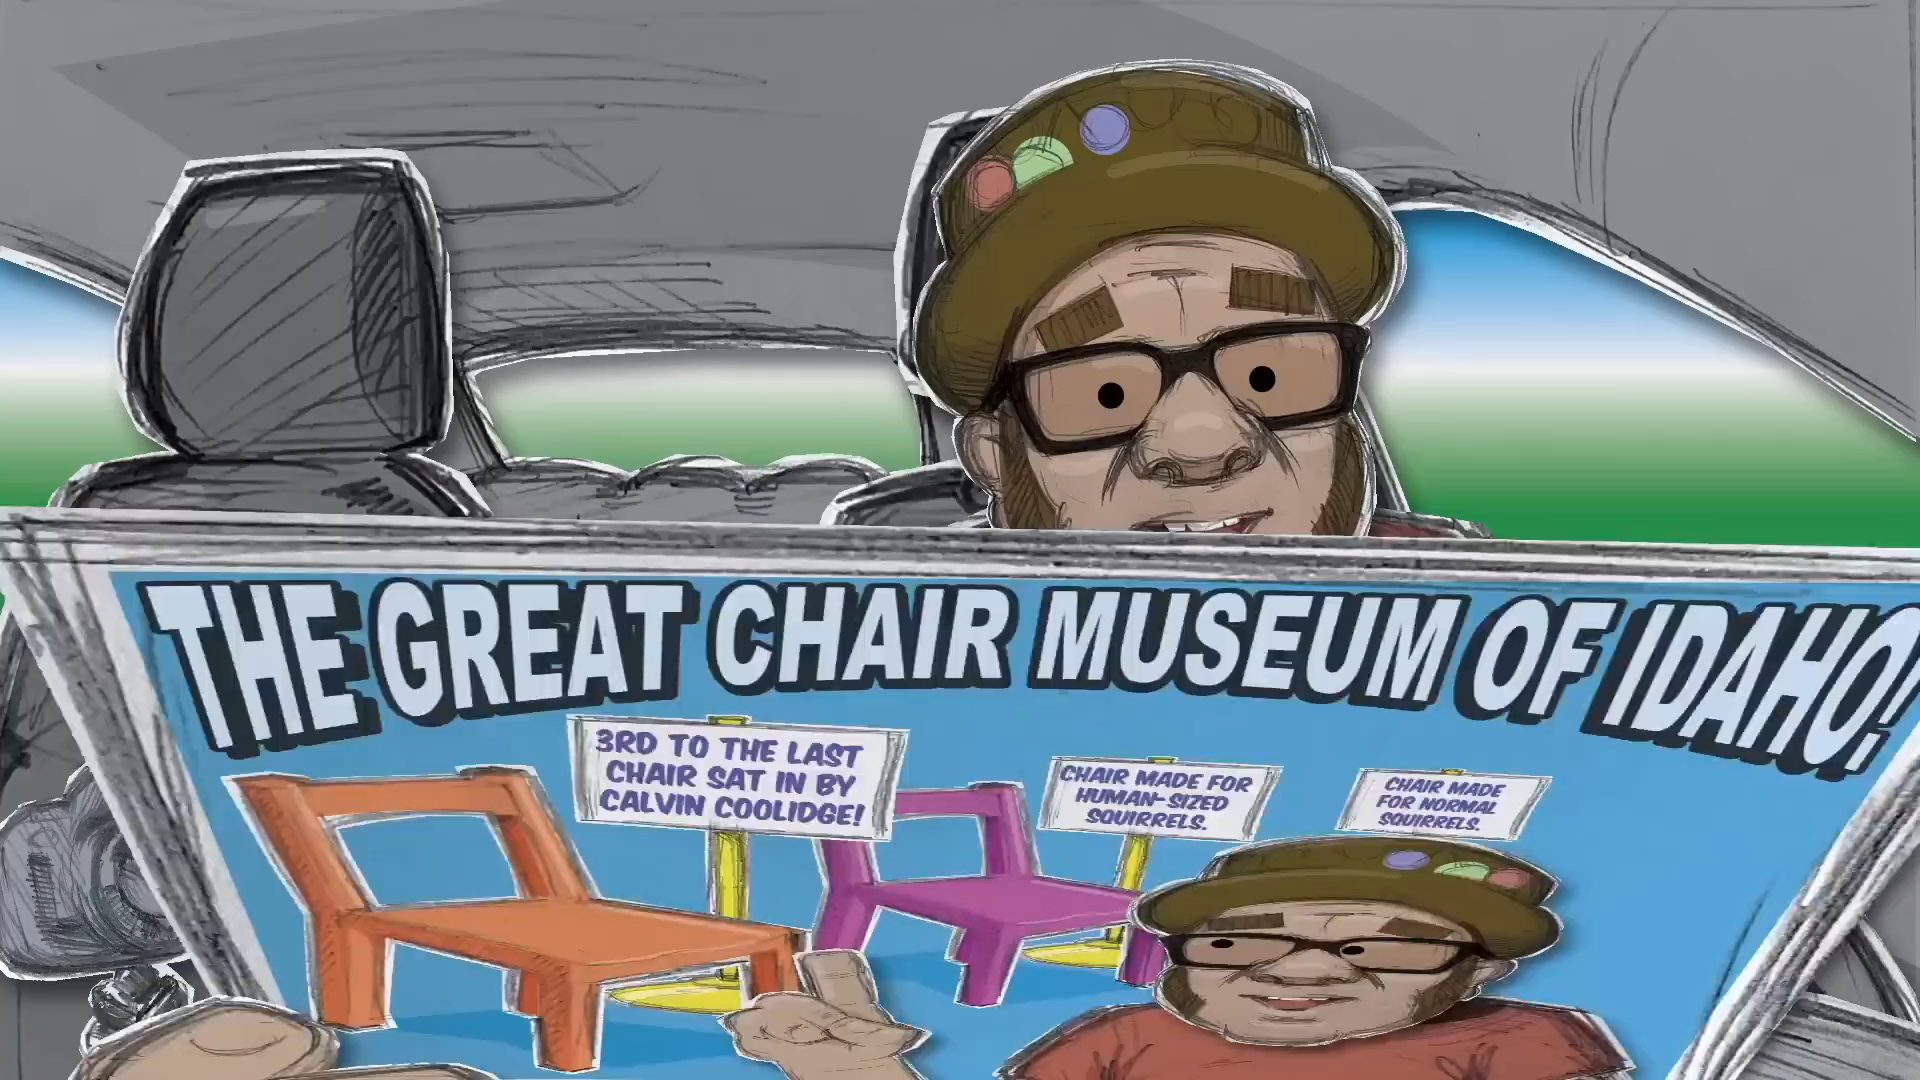 THE GREAT CHAIR MUSEUM OF IDAHO!
3RD TO THE LAST
CHAIR SAT IN BY
CALVIN COOLIDGE!
CHAIR MADE FOR
HUMAN-SIZED
SQUIRRELS.
CHAIR MADE
FOR NORMAL
SQUIRRELS.